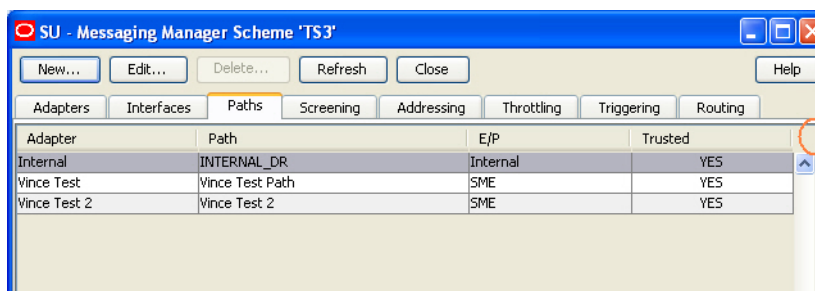 SU - Messaging Manager Scheme 'TS3'
New... Edit... Delete... Refresh Close Help
Adapters Interfaces Paths Screening Addressing Throttling Triggering Routing
Adapter Path E/P Trusted
Internal INTERNAL_DR Internal YES
Vince Test Vince Test Path SME YES
Vince Test 2 Vince Test 2 SME YES